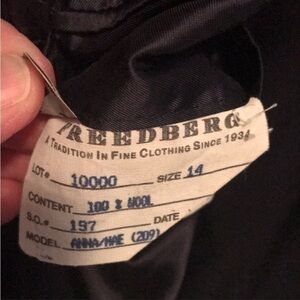 FREEDBERG
A TRADITION IN FINE CLOTHING SINCE 1934
LOT# 10000 SIZE 14
CONTENT 100 % WOOL
S.O.# 197 DATE
MODEL ANNA/MAE (209)